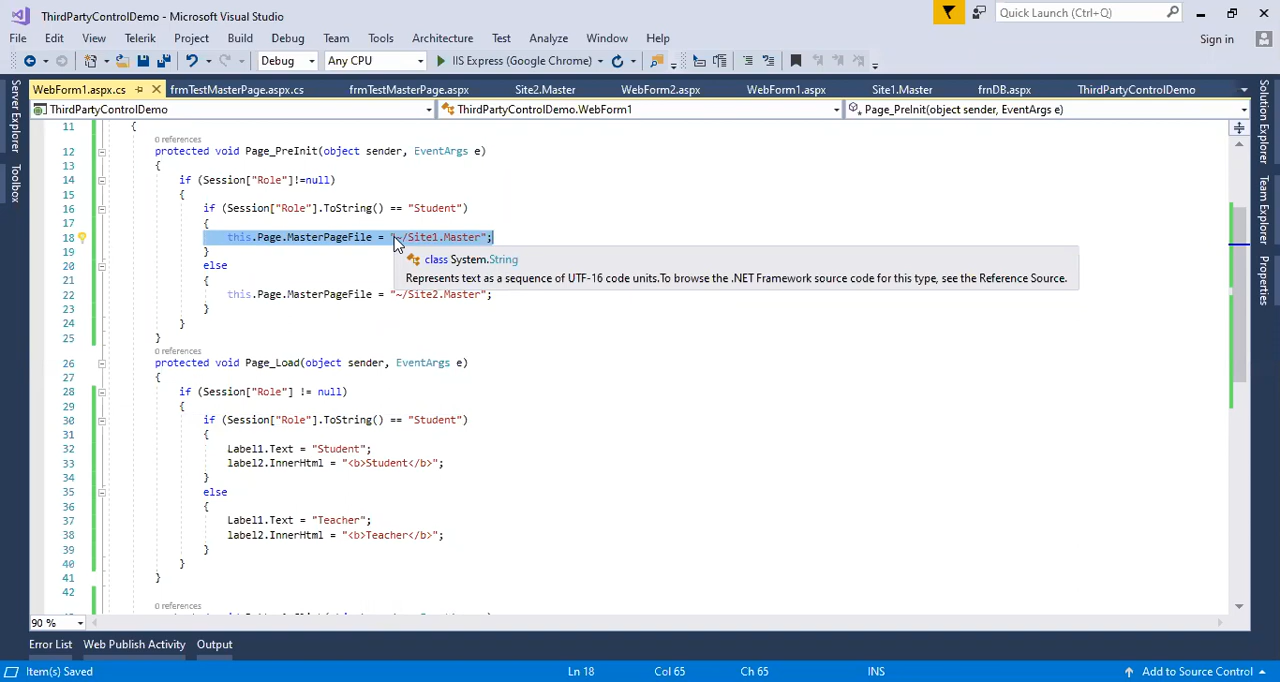 ThirdPartyControlDemo - Microsoft Visual Studio
Quick Launch (Ctrl+Q)
File Edit View Telerik Project Build Debug Team Tools Architecture Test Analyze Window Help
Sign in
Debug Any CPU IIS Express (Google Chrome)
WebForm1.aspx.cs frmTestMasterPage.aspx.cs frmTestMasterPage.aspx Site2.Master WebForm2.aspx WebForm1.aspx Site1.Master frnDB.aspx ThirdPartyControlDemo
ThirdPartyControlDemo ThirdPartyControlDemo.WebForm1 Page_PreInit(object sender, EventArgs e)
Server Explorer
Toolbox
Solution Explorer
Team Explorer
Properties
11 {
0 references
12 protected void Page_PreInit(object sender, EventArgs e)
13 {
14 if (Session["Role"]!=null)
15 {
16 if (Session["Role"].ToString() == "Student")
17 {
18 this.Page.MasterPageFile = "~/Site1.Master";
19 }
class System.String
20 else
Represents text as a sequence of UTF-16 code units.To browse the .NET Framework source code for this type, see the Reference Source.
21 {
22 this.Page.MasterPageFile = "~/Site2.Master";
23 }
24 }
25 }
0 references
26 protected void Page_Load(object sender, EventArgs e)
27 {
28 if (Session["Role"] != null)
29 {
30 if (Session["Role"].ToString() == "Student")
31 {
32 Label1.Text = "Student";
33 label2.InnerHtml = "<b>Student</b>";
34 }
35 else
36 {
37 Label1.Text = "Teacher";
38 label2.InnerHtml = "<b>Teacher</b>";
39 }
40 }
41 }
42
0 references
90 %
Error List Web Publish Activity Output
Item(s) Saved Ln 18 Col 65 Ch 65 INS Add to Source Control